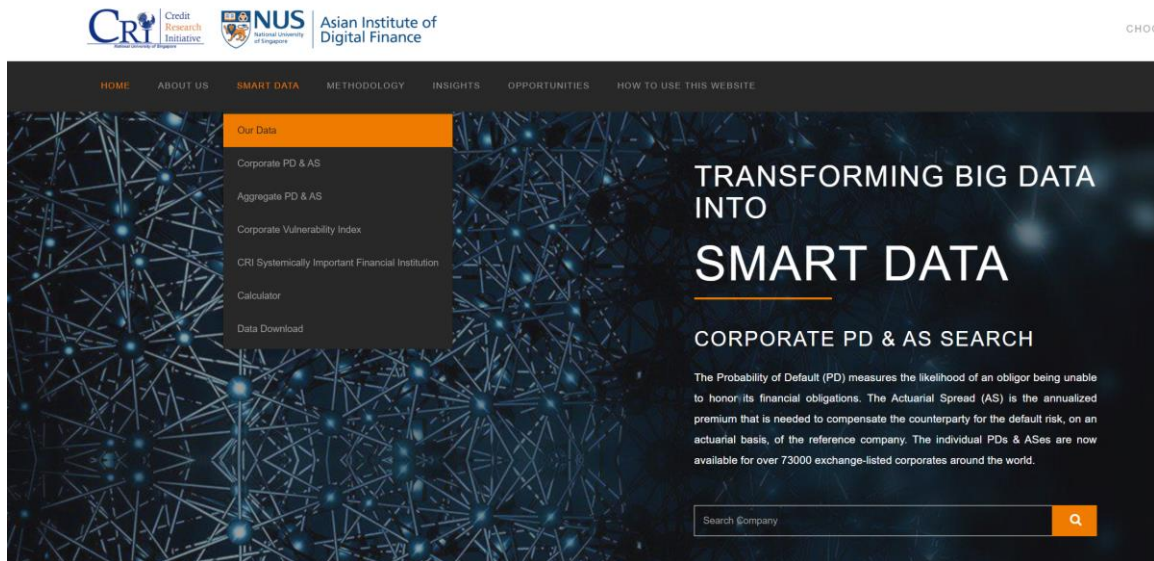 CRI
Credit
Research
Initiative
National University of Singapore
NUS
National University
of Singapore
Asian Institute of
Digital Finance
CHOO
HOME ABOUT US SMART DATA METHODOLOGY INSIGHTS OPPORTUNITIES HOW TO USE THIS WEBSITE
Our Data
Corporate PD & AS
Aggregate PD & AS
Corporate Vulnerability Index
CRI Systemically Important Financial Institution
Calculator
Data Download
TRANSFORMING BIG DATA
INTO
SMART DATA
CORPORATE PD & AS SEARCH
The Probability of Default (PD) measures the likelihood of an obligor being unable
to honor its financial obligations. The Actuarial Spread (AS) is the annualized
premium that is needed to compensate the counterparty for the default risk, on an
actuarial basis, of the reference company. The individual PDs & ASes are now
available for over 73000 exchange-listed corporates around the world.
Search Company